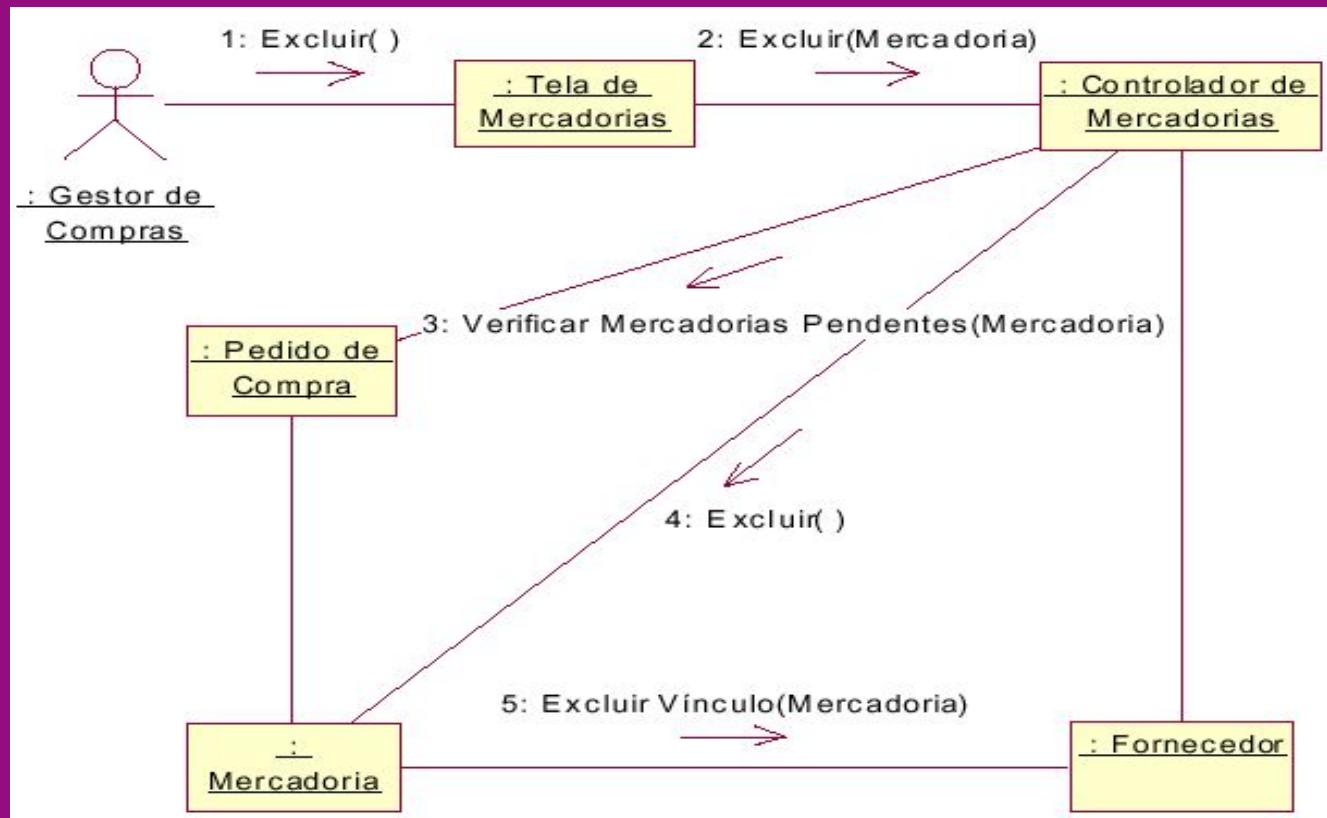 1: Excluir( )
2: Excluir(Mercadoria)
: Tela de
Mercadorias
: Controlador de
Mercadorias
: Gestor de
Compras
3: Verificar Mercadorias Pendentes(Mercadoria)
: Pedido de
Compra
4: Excluir( )
5: Excluir Vínculo(Mercadoria)
:
Mercadoria
: Fornecedor